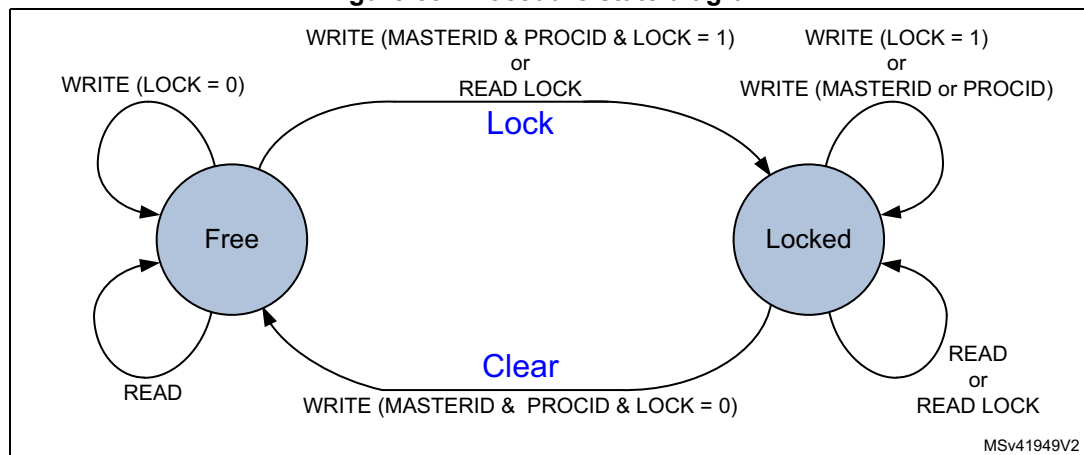 WRITE (MASTERID & PROCID & LOCK = 1)
or
READ LOCK
Lock
WRITE (LOCK = 1)
or
WRITE (MASTERID or PROCID)
WRITE (LOCK = 0)
Free
Locked
READ
Clear
WRITE (MASTERID & PROCID & LOCK = 0)
READ
or
READ LOCK
MSv41949V2